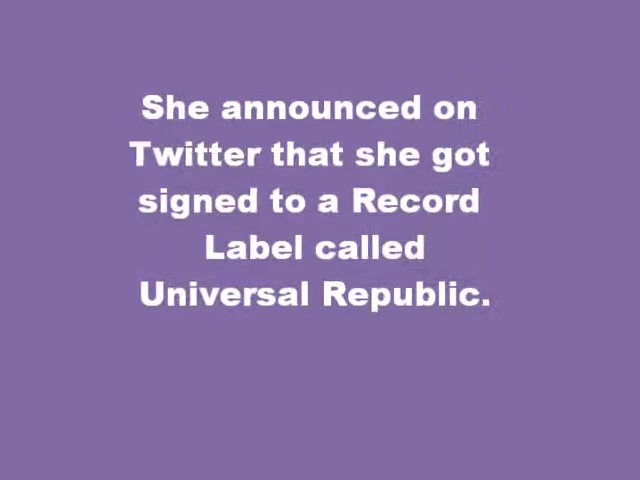 She announced on
Twitter that she got
signed to a Record
Label called
Universal Republic.